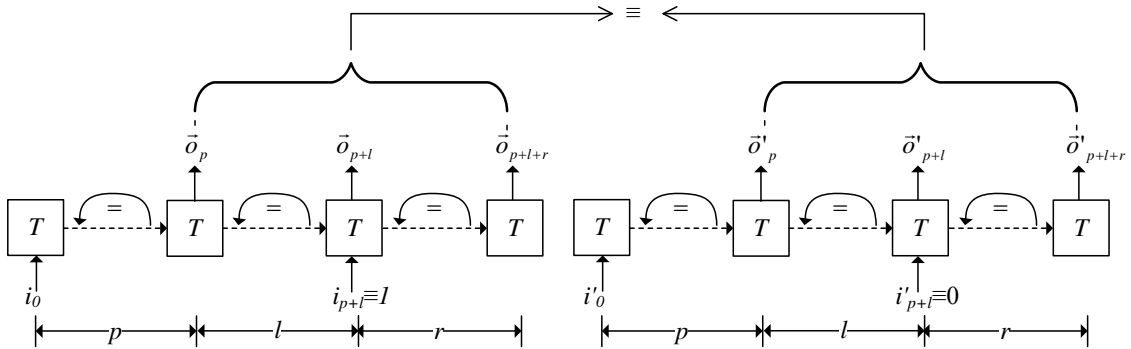 ≡
o⃗ₚ o⃗ₚ₊ₗ o⃗ₚ₊ₗ₊ᵣ o⃗'ₚ o⃗'ₚ₊ₗ o⃗'ₚ₊ₗ₊ᵣ
= = = = = =
T T T T T T T T
i₀ iₚ₊ₗ≡1 i'₀ i'ₚ₊ₗ≡0
p l r p l r